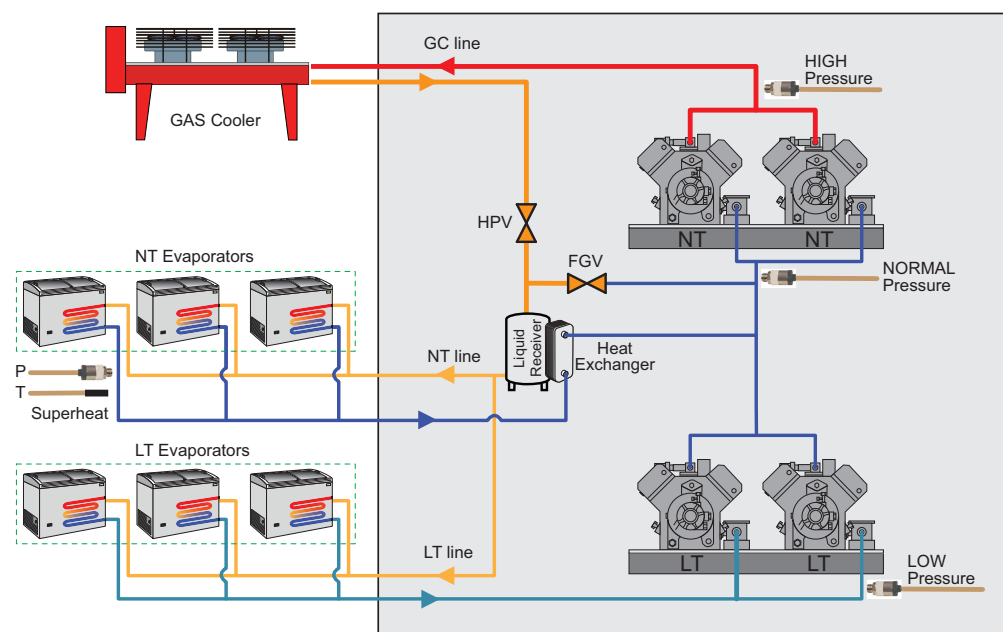 GC line
HIGH
Pressure
GAS Cooler
NT
NT
HPV
FGV
NORMAL
Pressure
NT Evaporators
Liquid
Receiver
Heat
Exchanger
NT line
P
T
Superheat
LT Evaporators
LT line
LT
LT
LOW
Pressure